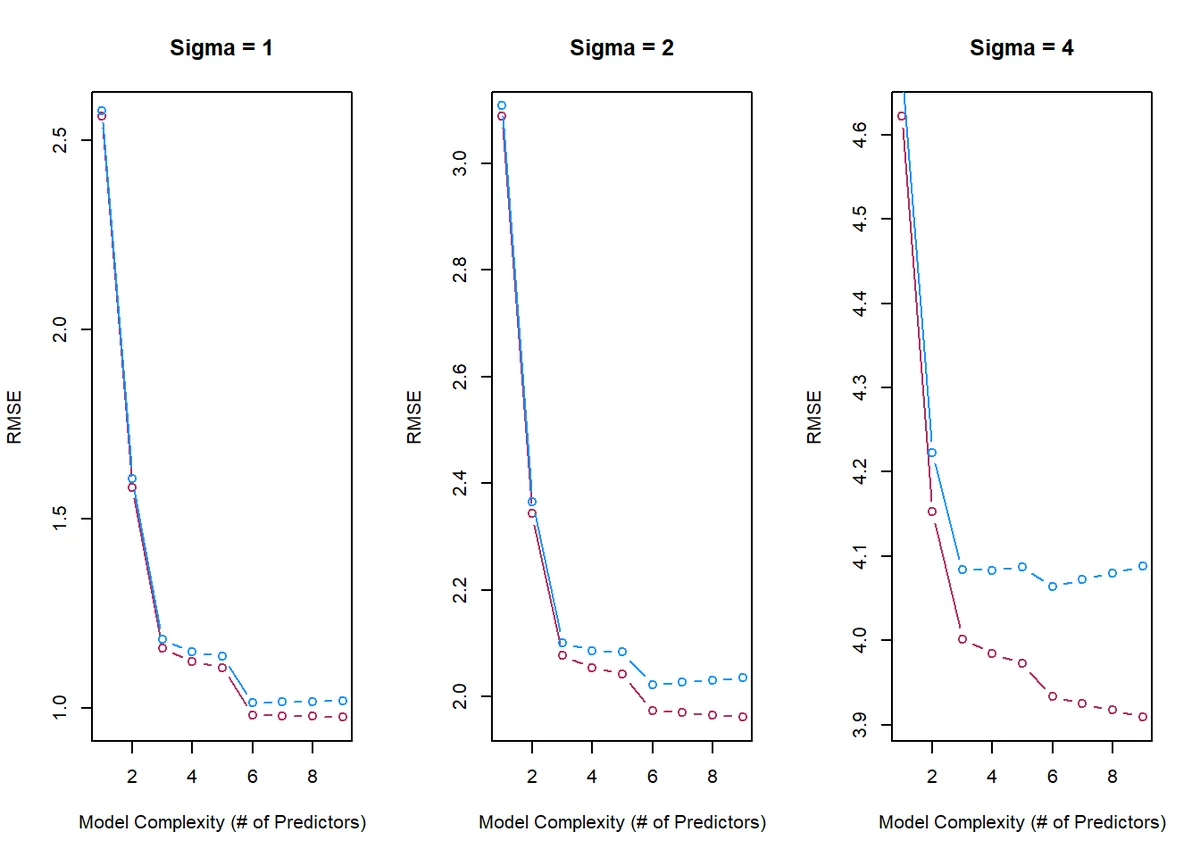 Sigma = 1
RMSE
2.5
2.0
1.5
1.0
2 4 6 8
Model Complexity (# of Predictors)
Sigma = 2
RMSE
3.0
2.8
2.6
2.4
2.2
2.0
2 4 6 8
Model Complexity (# of Predictors)
Sigma = 4
RMSE
4.6
4.5
4.4
4.3
4.2
4.1
4.0
3.9
2 4 6 8
Model Complexity (# of Predictors)